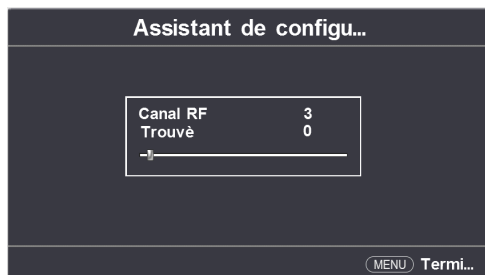 Assistant de configu...
Canal RF 3
Trouvè 0
MENU Termi...